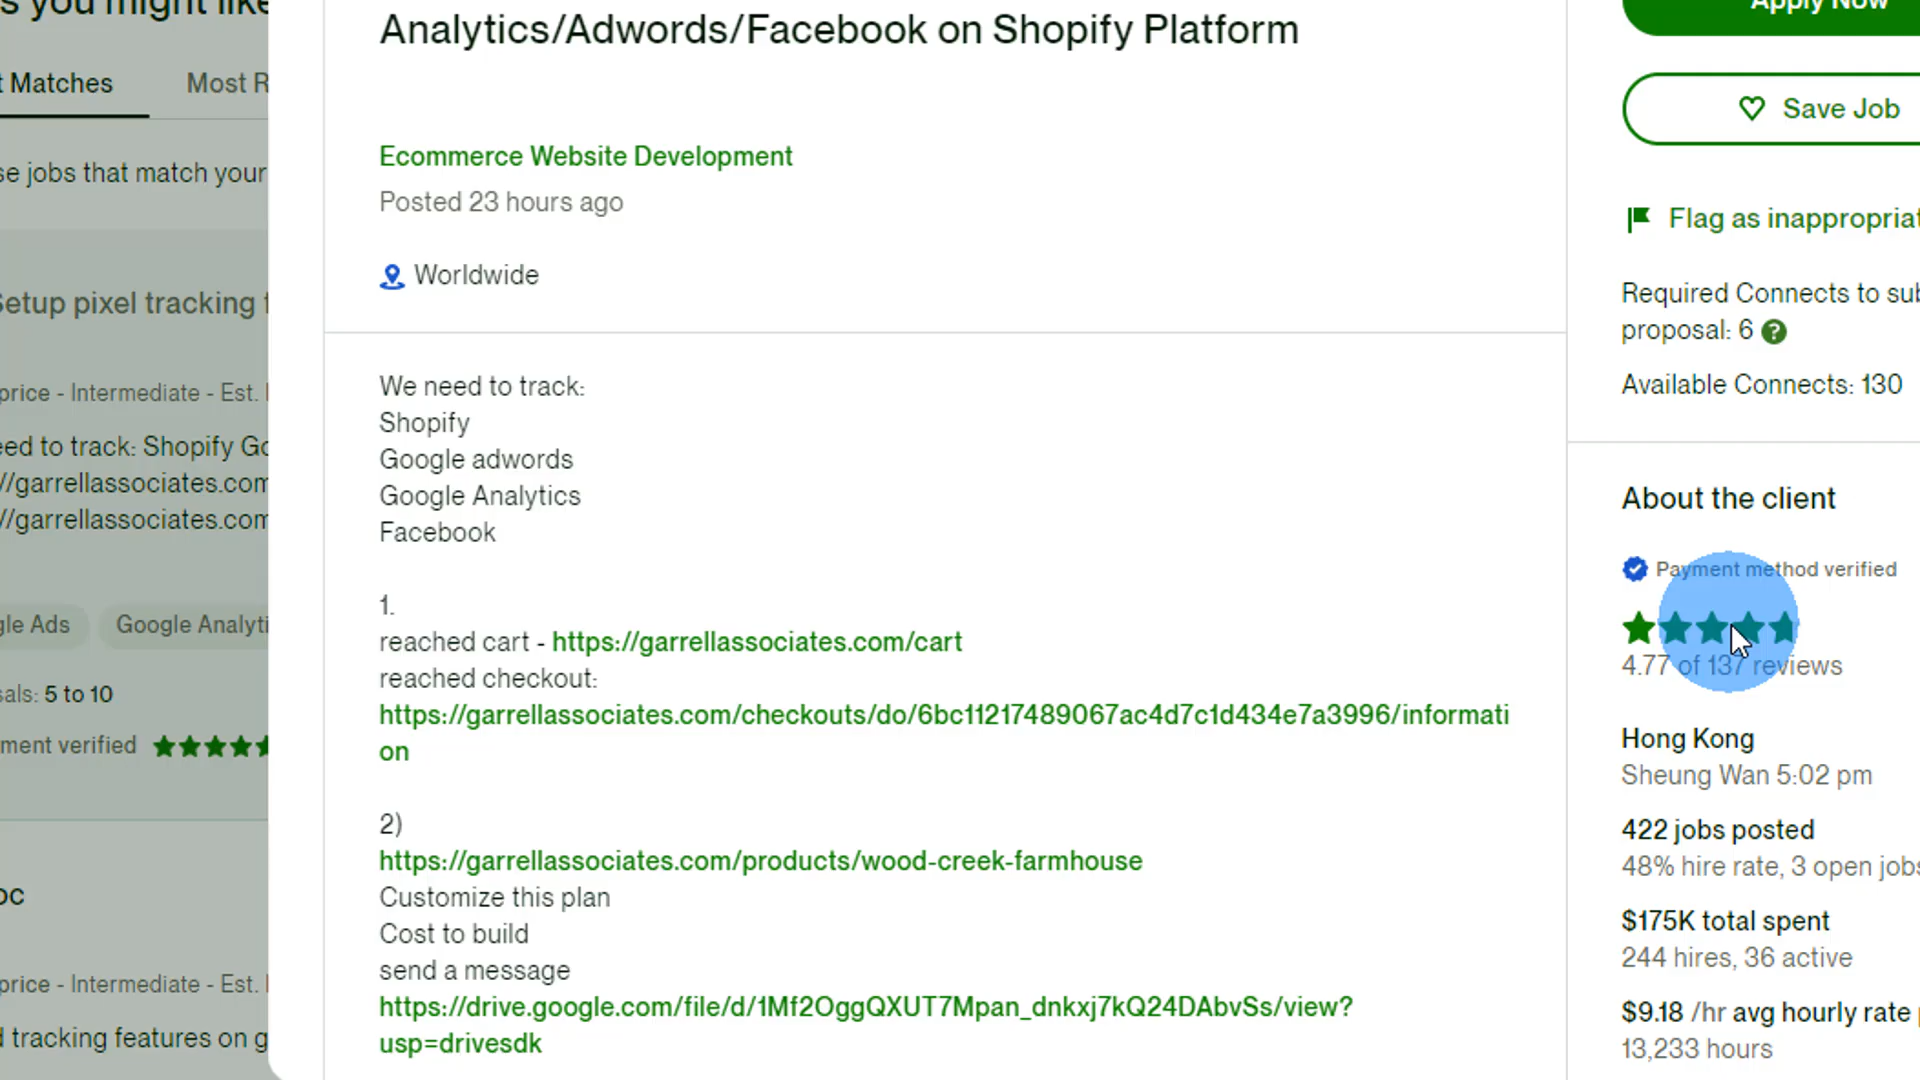 s you might like
t Matches
Most R
se jobs that match your
Setup pixel tracking f
price - Intermediate - Est.
eed to track: Shopify Go
//garrellassociates.com
//garrellassociates.com
gle Ads
Google Analyti
sals: 5 to 10
ment verified
oc
price - Intermediate - Est.
d tracking features on g
Analytics/Adwords/Facebook on Shopify Platform
Ecommerce Website Development
Posted 23 hours ago
Worldwide
We need to track:
Shopify
Google adwords
Google Analytics
Facebook
1.
reached cart - https://garrellassociates.com/cart
reached checkout:
https://garrellassociates.com/checkouts/do/6bc11217489067ac4d7c1d434e7a3996/informati
on
2)
https://garrellassociates.com/products/wood-creek-farmhouse
Customize this plan
Cost to build
send a message
https://drive.google.com/file/d/1Mf2OggQXUT7Mpan_dnkxj7kQ24DAbvSs/view?
usp=drivesdk
Apply Now
Save Job
Flag as inappropriat
Required Connects to sub
proposal: 6
Available Connects: 130
About the client
Payment method verified
4.77 of 137 reviews
Hong Kong
Sheung Wan 5:02 pm
422 jobs posted
48% hire rate, 3 open jobs
$175K total spent
244 hires, 36 active
$9.18 /hr avg hourly rate
13,233 hours